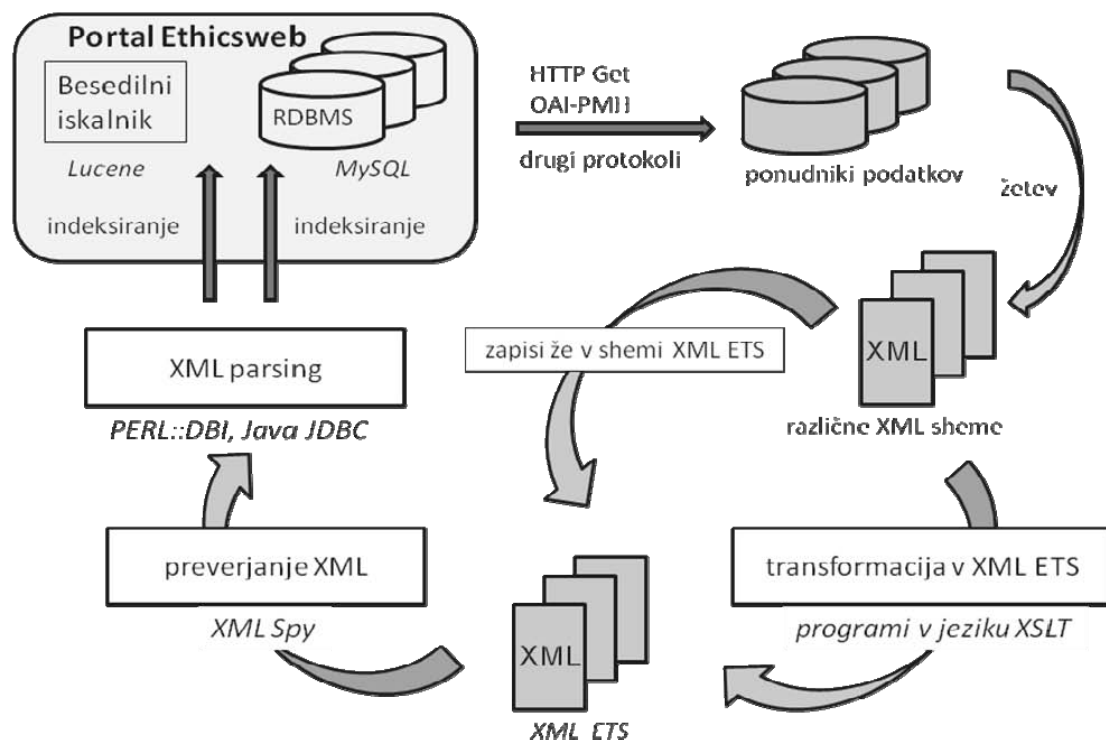 Portal Ethicsweb
Besedilni
iskalnik
RDBMS
Lucene
MySQL
indeksiranje
indeksiranje
HTTP Get
OAI-PMH
drugi protokoli
ponudniki podatkov
žetev
XML
različne XML sheme
zapisi že v shemi XML ETS
XML parsing
PERL::DBI, Java JDBC
preverjanje XML
XML Spy
transformacija v XML ETS
programi v jeziku XSLT
XML
XML ETS